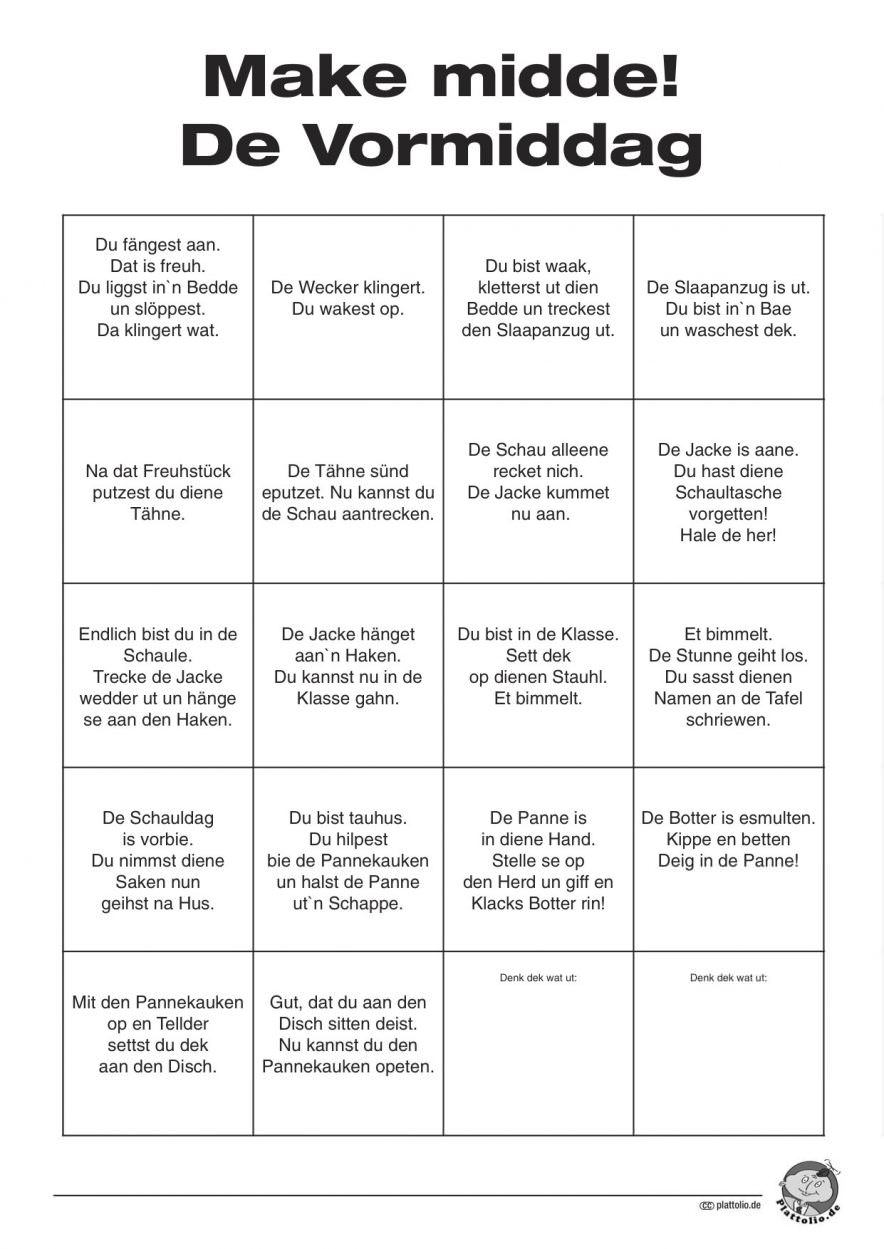 Make midde!
De Vormiddag
Du fängest aan.
Dat is freuh.
Du liggst in`n Bedde
un slöppest.
Da klingert wat.
De Wecker klingert.
Du wakest op.
Du bist waak,
kletterst ut dien
Bedde un treckest
den Slaapanzug ut.
De Slaapanzug is ut.
Du bist in`n Bae
un waschest dek.
Na dat Freuhstück
putzest du diene
Tähne.
De Tähne sünd
eputzet. Nu kannst du
de Schau aantrecken.
De Schau alleene
recket nich.
De Jacke kummet
nu aan.
De Jacke is aane.
Du hast diene
Schaultasche
vorgetten!
Hale de her!
Endlich bist du in de
Schaule.
Trecke de Jacke
wedder ut un hänge
se aan den Haken.
De Jacke hänget
aan`n Haken.
Du kannst nu in de
Klasse gahn.
Du bist in de Klasse.
Sett dek
op dienen Stauhl.
Et bimmelt.
Et bimmelt.
De Stunne geiht los.
Du sasst dienen
Namen an de Tafel
schriewen.
De Schauldag
is vorbie.
Du nimmst diene
Saken nun
geihst na Hus.
Du bist tauhus.
Du hilpest
bie de Pannekauken
un halst de Panne
ut`n Schappe.
De Panne is
in diene Hand.
Stelle se op
den Herd un giff en
Klacks Botter rin!
De Botter is esmulten.
Kippe en betten
Deig in de Panne!
Mit den Pannekauken
op en Tellder
settst du dek
aan den Disch.
Gut, dat du aan den
Disch sitten deist.
Nu kannst du den
Pannekauken opeten.
Denk dek wat ut:
Denk dek wat ut:
cc plattolio.de
Plattolio.de